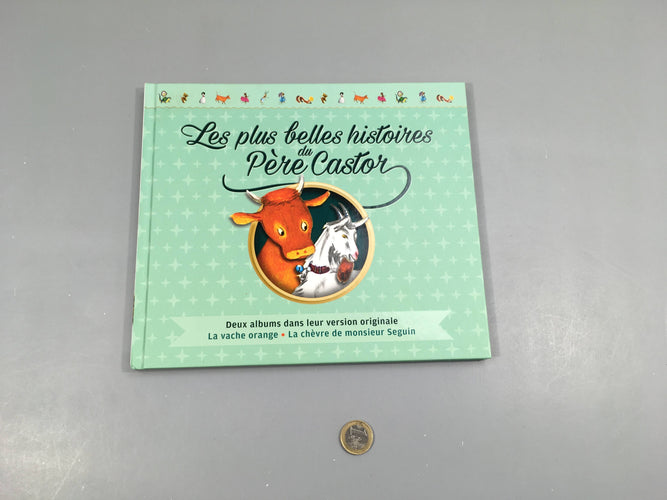 Les plus belles histoires
du
Père Castor
Deux albums dans leur version originale
La vache orange • La chèvre de monsieur Seguin